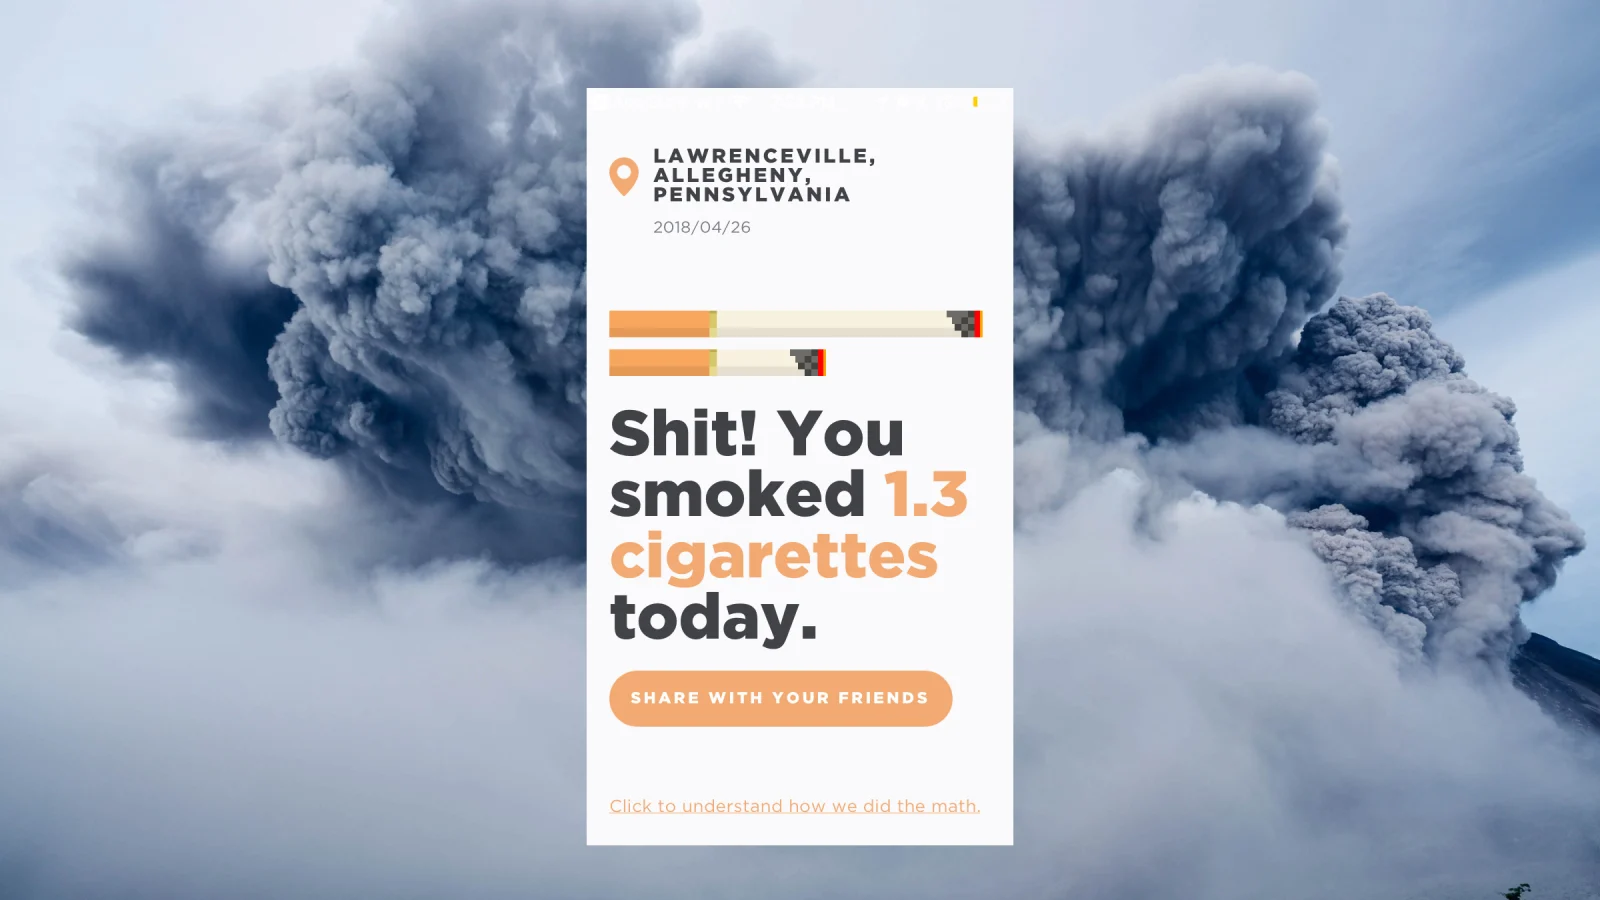 LAWRENCEVILLE,
ALLEGHENY,
PENNSYLVANIA
2018/04/26
Shit! You
smoked 1.3
cigarettes
today.
SHARE WITH YOUR FRIENDS
Click to understand how we did the math.